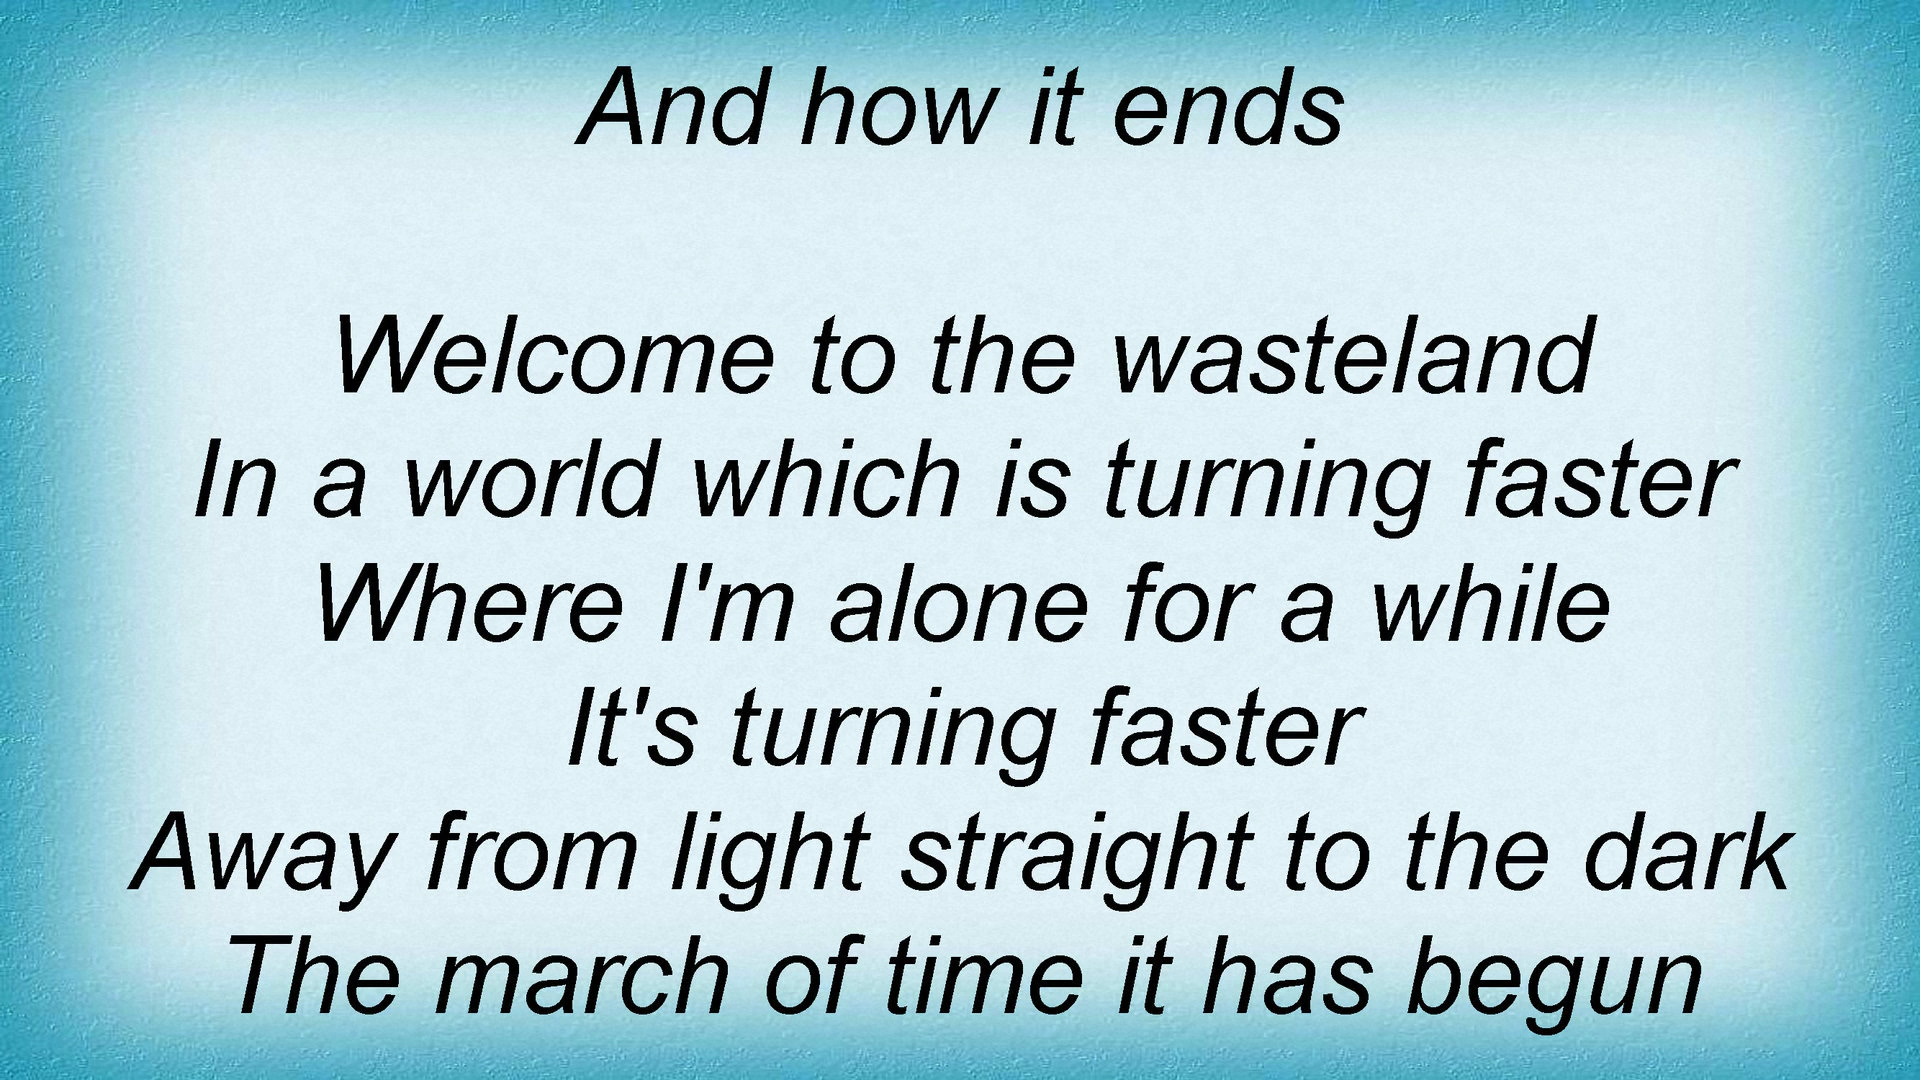 And how it ends
Welcome to the wasteland
In a world which is turning faster
Where I'm alone for a while
It's turning faster
Away from light straight to the dark
The march of time it has begun